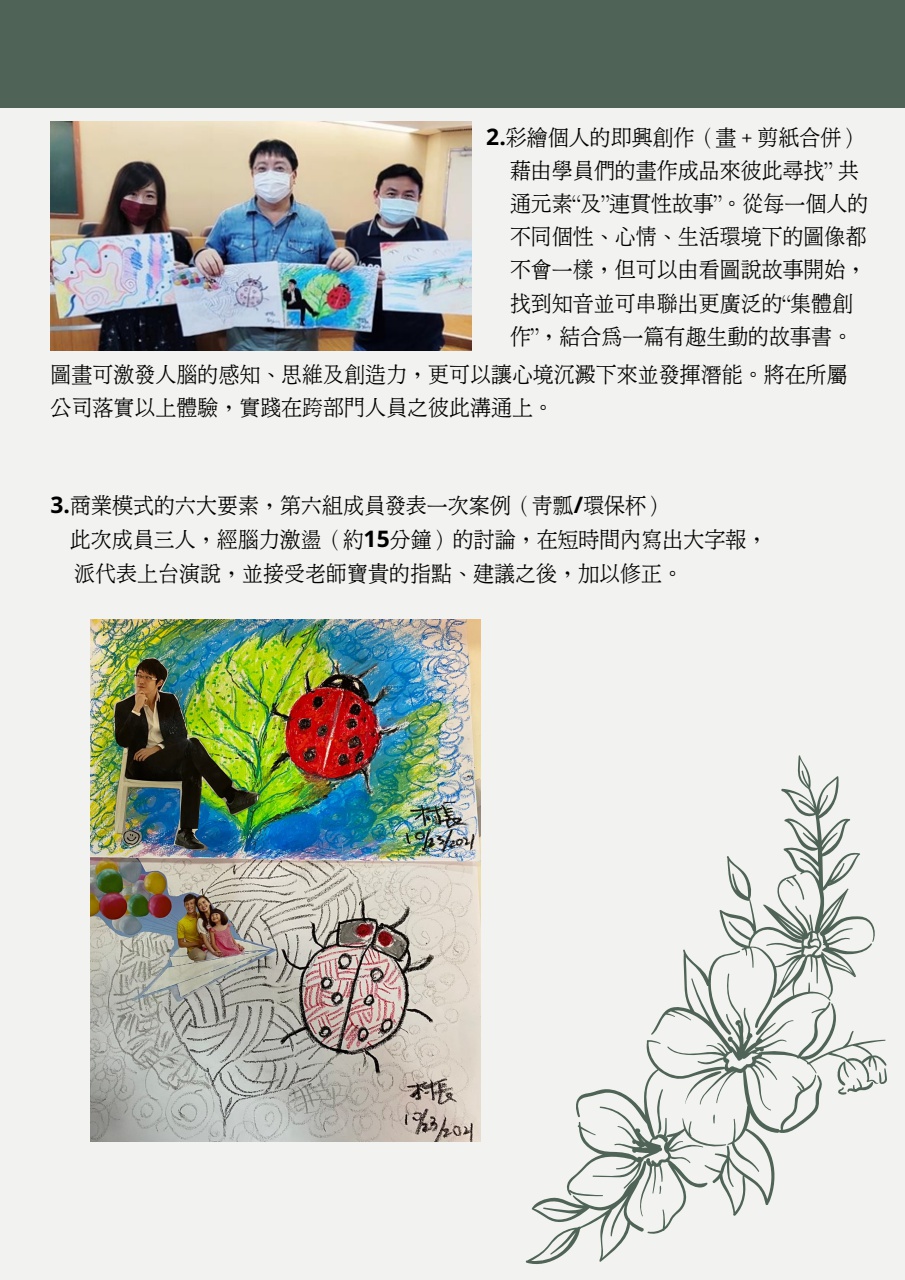 2.彩繪個人的即興創作（畫 + 剪紙合併）
藉由學員們的畫作成品來彼此尋找” 共
通元素“及”連貫性故事”。從每一個人的
不同個性、心情、生活環境下的圖像都
不會一樣，但可以由看圖說故事開始，
找到知音並可串聯出更廣泛的“集體創
作”，結合為一篇有趣生動的故事書。
圖畫可激發人腦的感知、思維及創造力，更可以讓心境沉澱下來並發揮潛能。將在所屬
公司落實以上體驗，實踐在跨部門人員之彼此溝通上。
3.商業模式的六大要素，第六組成員發表一次案例（青瓢/環保杯）
此次成員三人，經腦力激盪（約15分鐘）的討論，在短時間內寫出大字報，
派代表上台演說，並接受老師寶貴的指點、建議之後，加以修正。
村長
10/23/2021
村長
10/23/2021